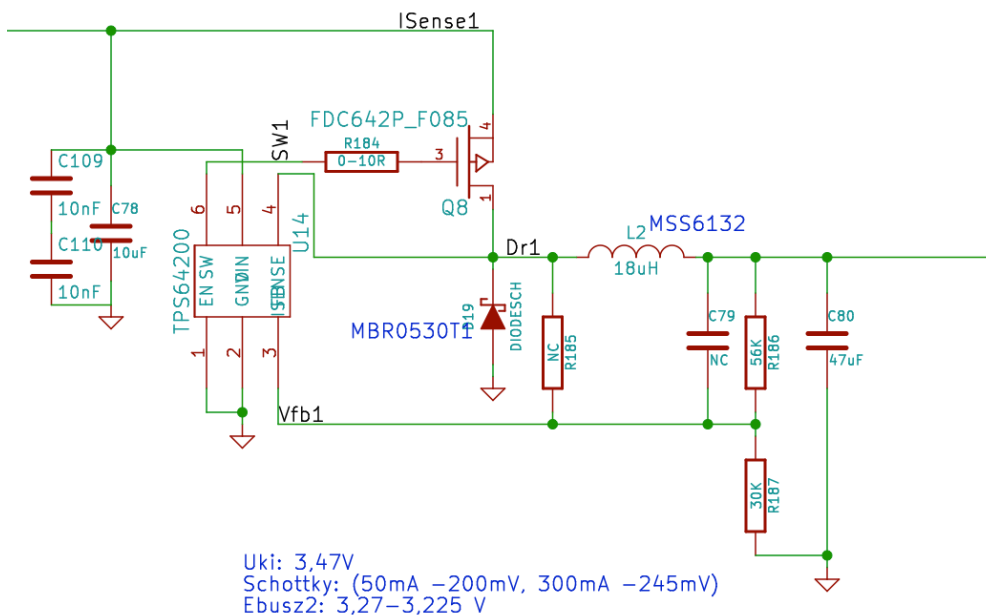 ISense1
FDC642P_F085
SW1
R184
0-10R
3
4
1
Q8
C109
10nF
C78
10uF
C110
10nF
6
5
4
U14
TPS64200
EN
SW
GND
VIN
ISENSE
FB
1
2
3
Dr1
L2
MSS6132
18uH
MBR0530T1
D19
DIODESCH
NC
R185
C79
NC
56K
R186
C80
47uF
Vfb1
30K
R187
Uki: 3,47V
Schottky: (50mA −200mV, 300mA −245mV)
Ebusz2: 3,27−3,225 V